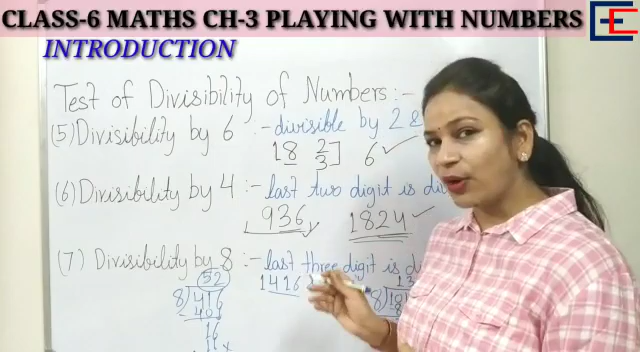 CLASS-6 MATHS CH-3 PLAYING WITH NUMBERS
INTRODUCTION
Test of Divisibility of Numbers:-
(5) Divisibility by 6 :- divisible by 2 &
18 2/3] 6 ✓
(6) Divisibility by 4 :- last two digit is
936 1824 ✓
(7) Divisibility by 8 :- last three digit is
52 1416
8 416 8
40
16